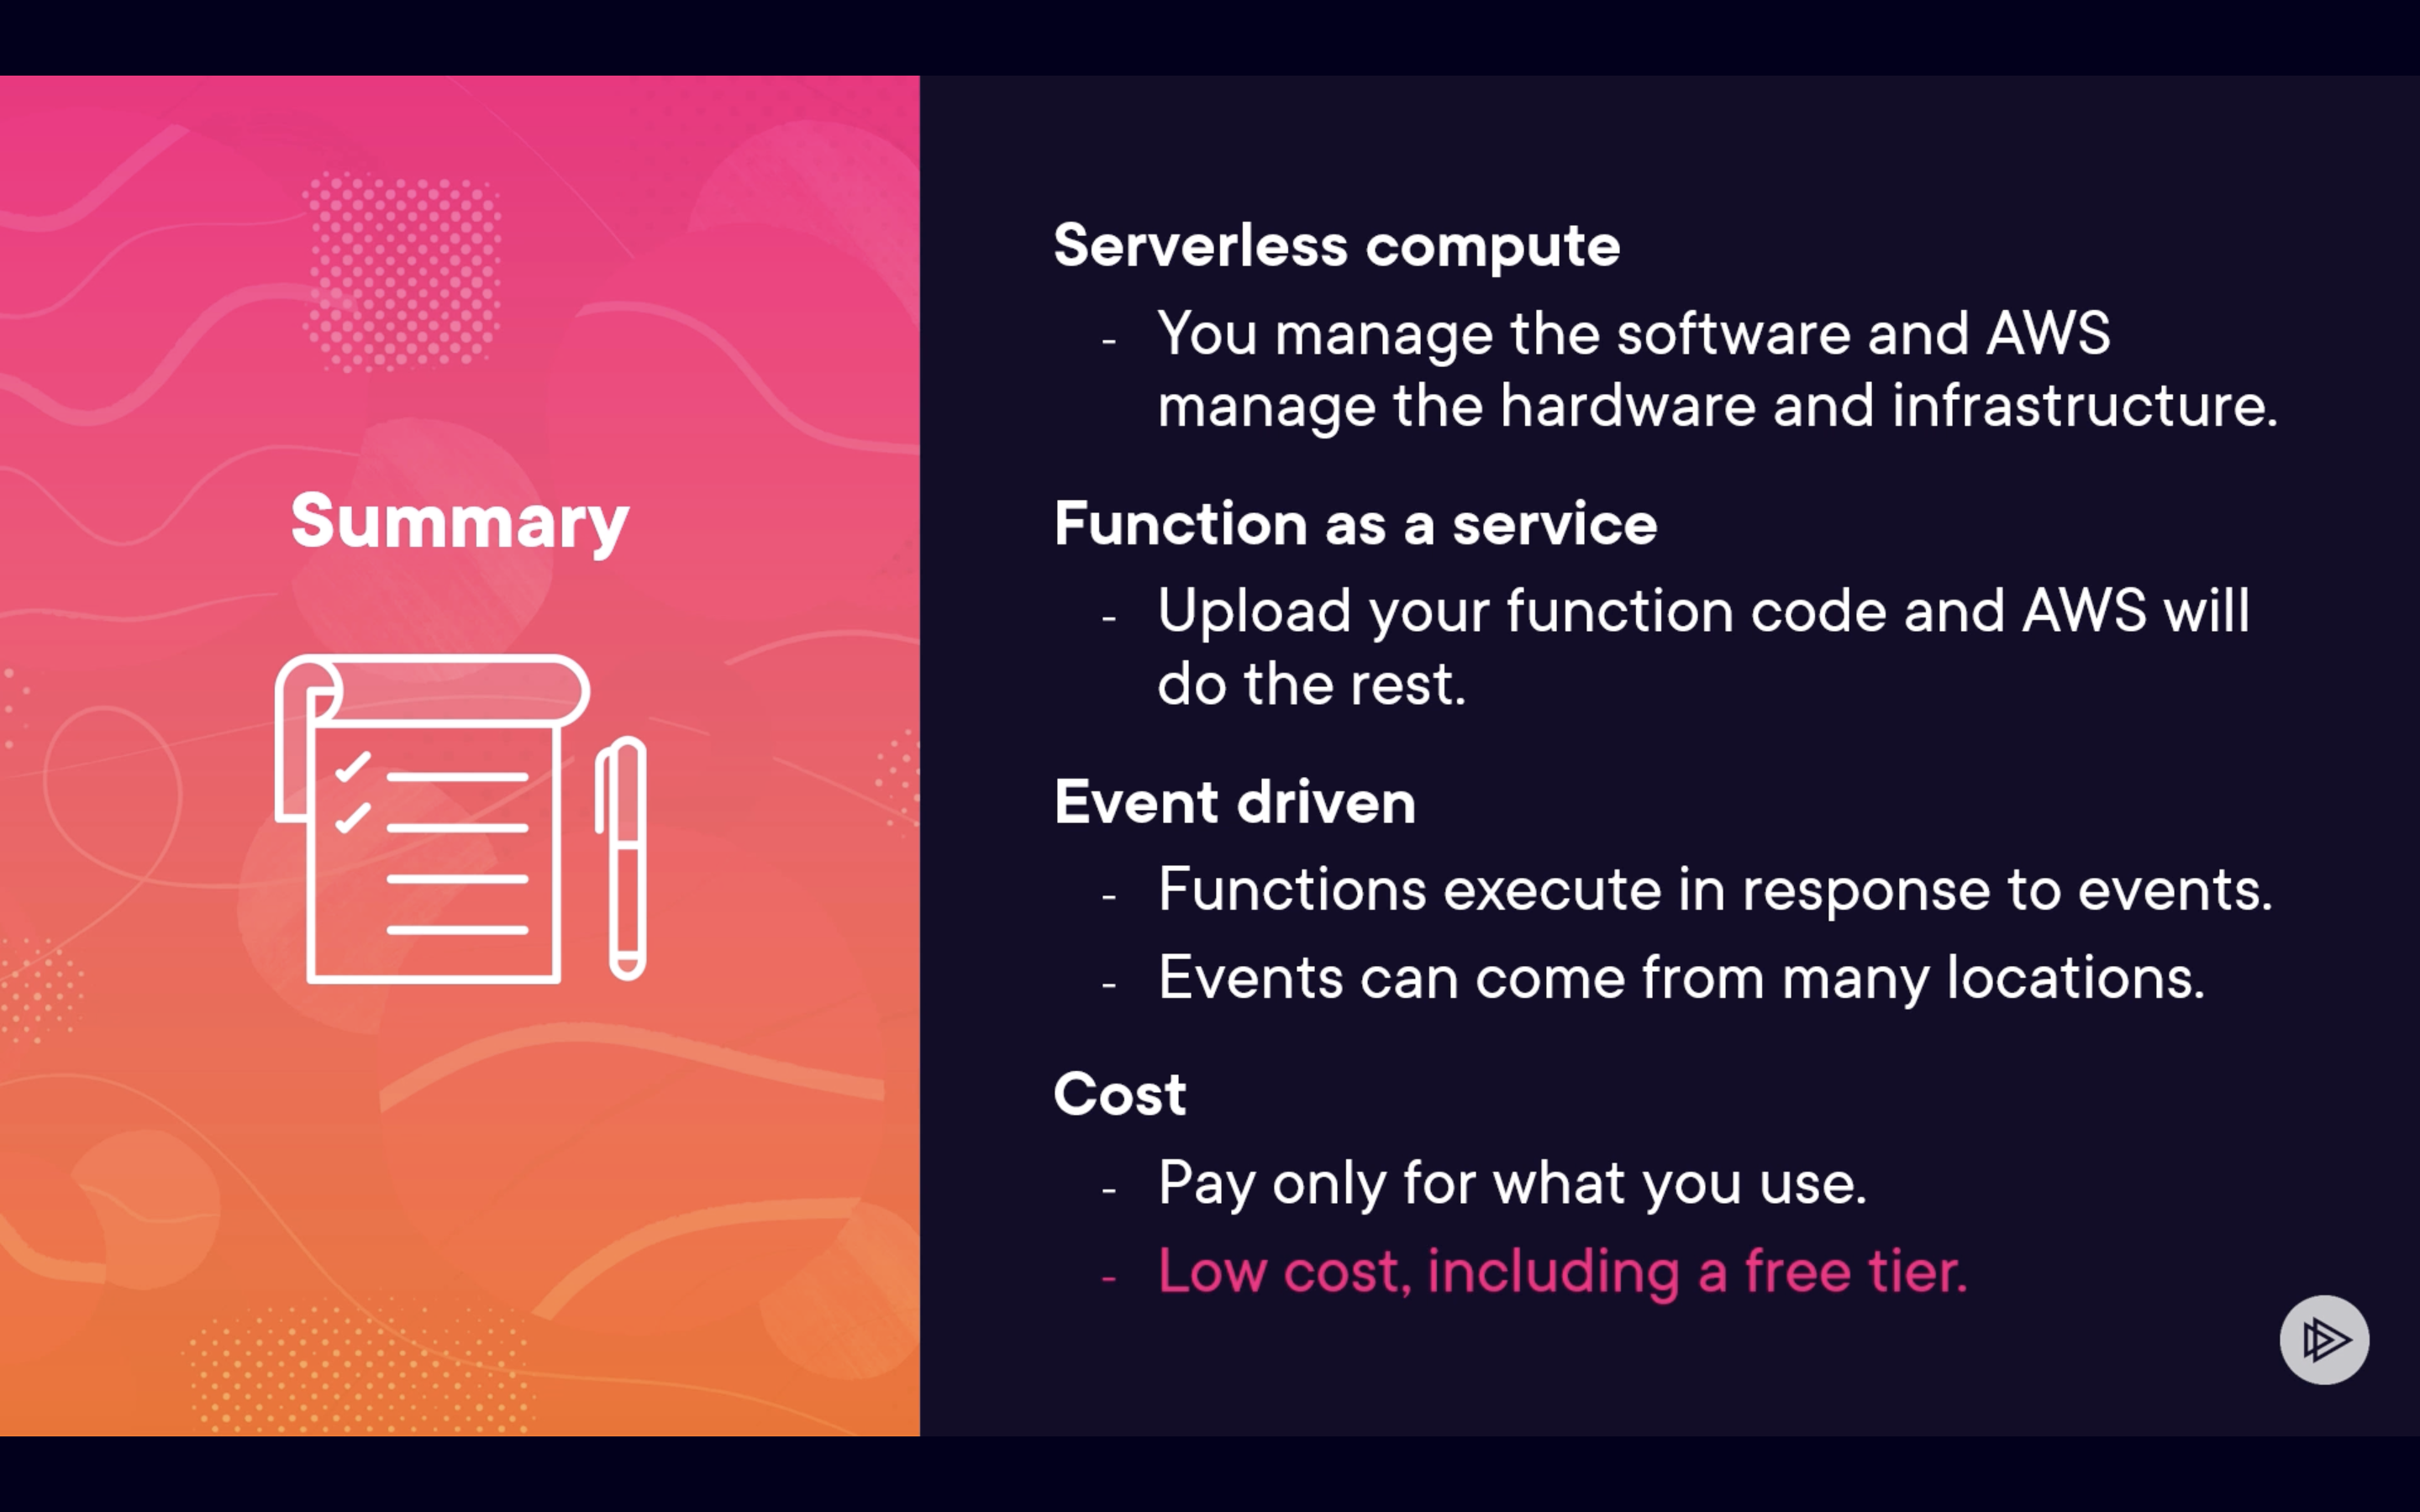 Summary
Serverless compute
- You manage the software and AWS
manage the hardware and infrastructure.
Function as a service
- Upload your function code and AWS will
do the rest.
Event driven
- Functions execute in response to events.
- Events can come from many locations.
Cost
- Pay only for what you use.
- Low cost, including a free tier.